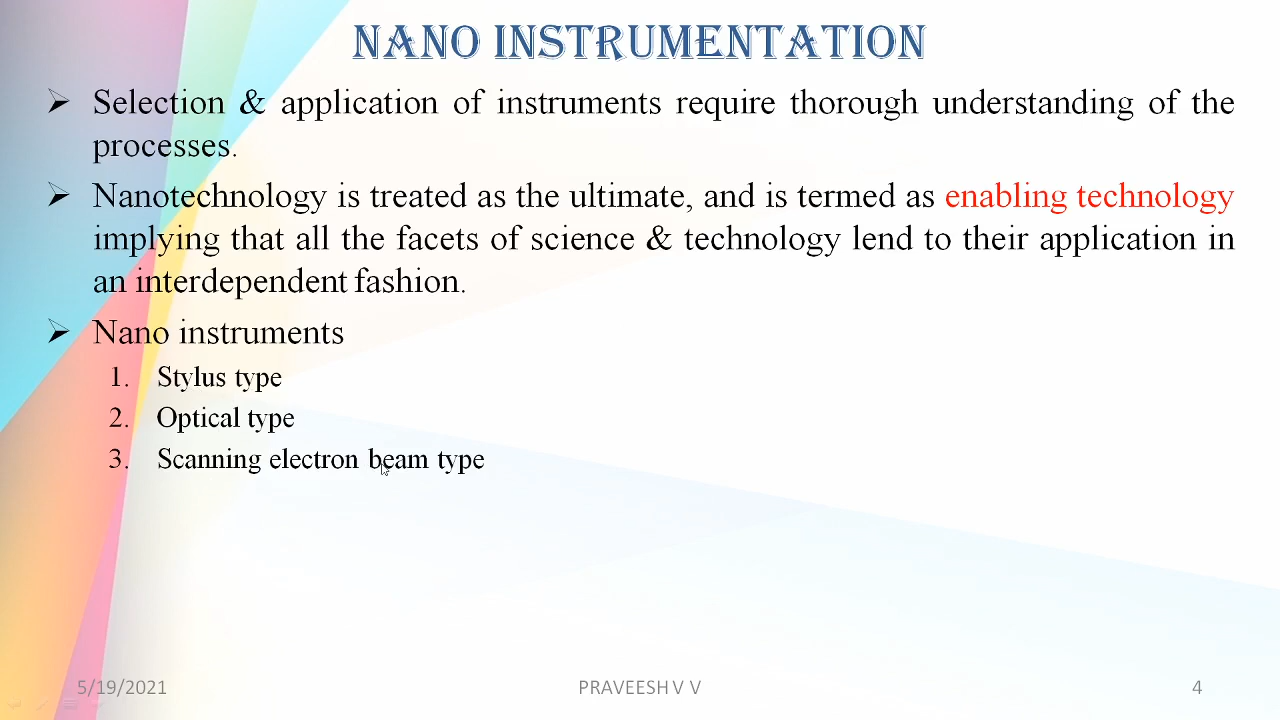 NANO INSTRUMENTATION
➢ Selection & application of instruments require thorough understanding of the
processes.
➢ Nanotechnology is treated as the ultimate, and is termed as enabling technology
implying that all the facets of science & technology lend to their application in
an interdependent fashion.
➢ Nano instruments
1. Stylus type
2. Optical type
3. Scanning electron beam type
5/19/2021 PRAVEESH V V 4